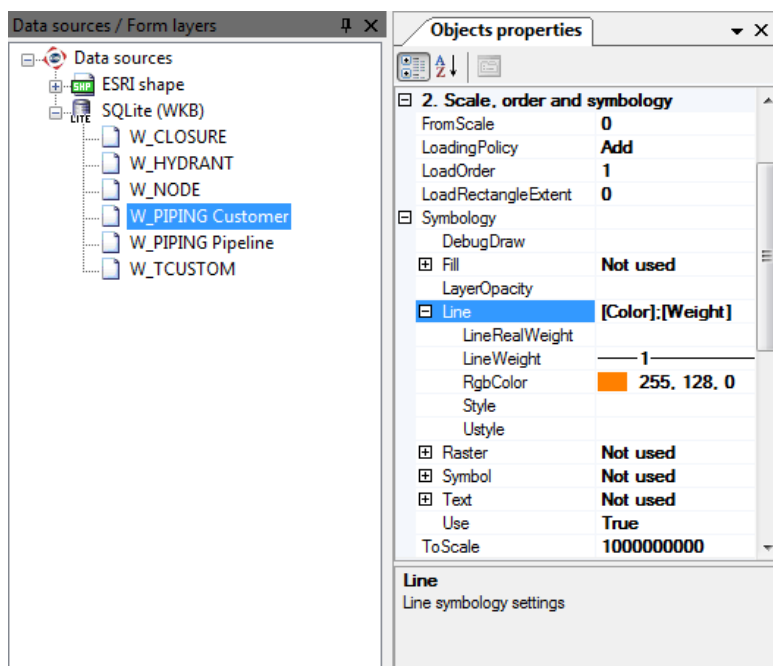 Data sources / Form layers
Data sources
SHP ESRI shape
LITE SQLite (WKB)
W_CLOSURE
W_HYDRANT
W_NODE
W_PIPING Customer
W_PIPING Pipeline
W_TCUSTOM
Objects properties
A Z
2. Scale, order and symbology
FromScale 0
LoadingPolicy Add
LoadOrder 1
LoadRectangleExtent 0
Symbology
DebugDraw
Fill Not used
LayerOpacity
Line [Color];[Weight]
LineRealWeight
LineWeight 1
RgbColor 255, 128, 0
Style
Ustyle
Raster Not used
Symbol Not used
Text Not used
Use True
ToScale 1000000000
Line
Line symbology settings